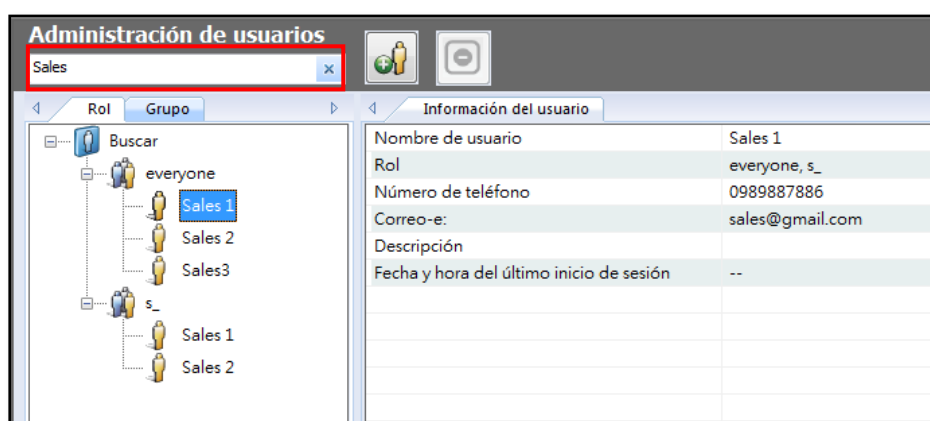 Administración de usuarios
Sales
Rol Grupo
Buscar
everyone
Sales 1
Sales 2
Sales3
s_
Sales 1
Sales 2
Información del usuario
Nombre de usuario Sales 1
Rol everyone, s_
Número de teléfono 0989887886
Correo-e: sales@gmail.com
Descripción
Fecha y hora del último inicio de sesión --